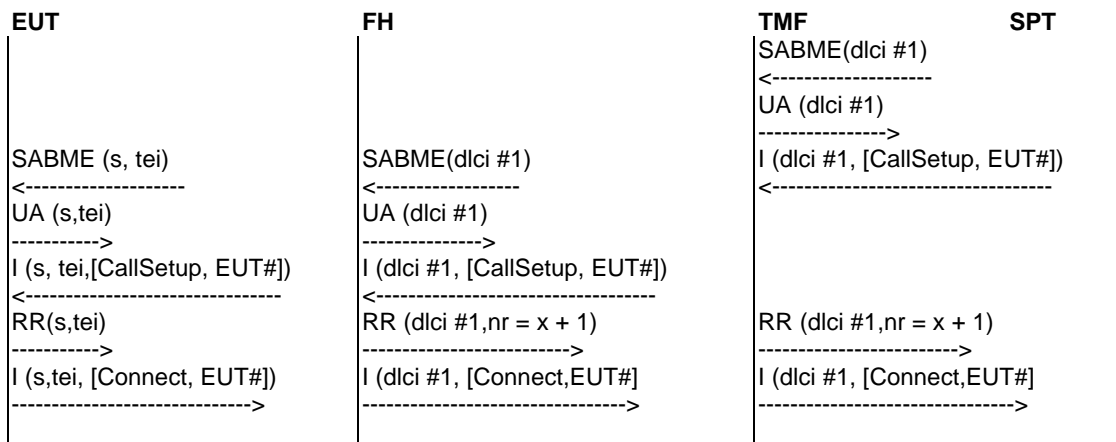 EUT FH TMF SPT
SABME(dlci #1)
<--------------------
UA (dlci #1)
---------------->
SABME (s, tei) SABME(dlci #1) I (dlci #1, [CallSetup, EUT#])
<-------------------- <------------------ <-----------------------------------
UA (s,tei) UA (dlci #1)
-----------> --------------->
I (s, tei,[CallSetup, EUT#]) I (dlci #1, [CallSetup, EUT#])
<-------------------------------- <-----------------------------------
RR(s,tei) RR (dlci #1,nr = x + 1) RR (dlci #1,nr = x + 1)
-----------> --------------------------> ------------------------->
I (s,tei, [Connect, EUT#]) I (dlci #1, [Connect,EUT#] I (dlci #1, [Connect,EUT#]
------------------------------> ---------------------------------> -------------------------------->